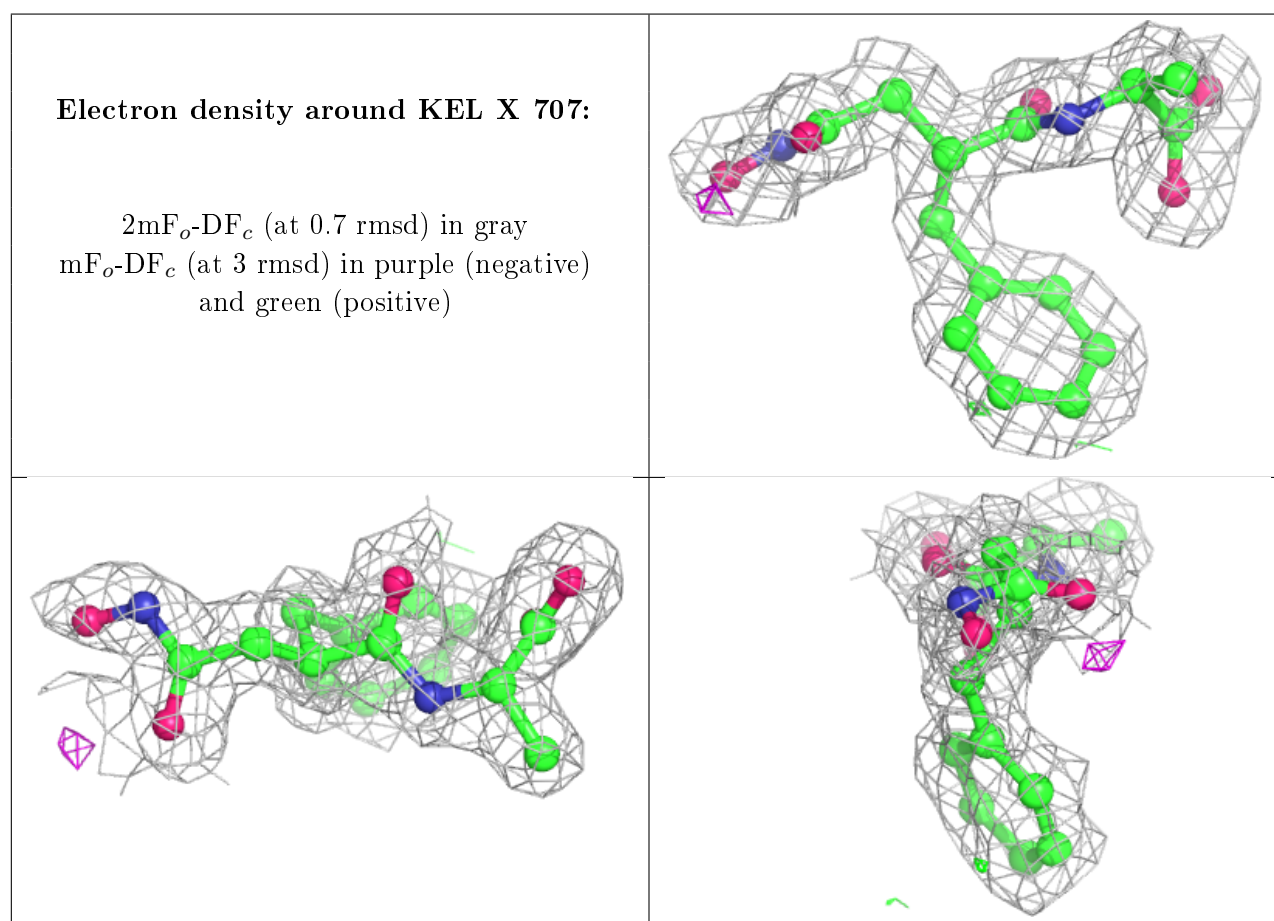 Electron density around KEL X 707:
2mFo-DFc (at 0.7 rmsd) in gray
mFo-DFc (at 3 rmsd) in purple (negative)
and green (positive)